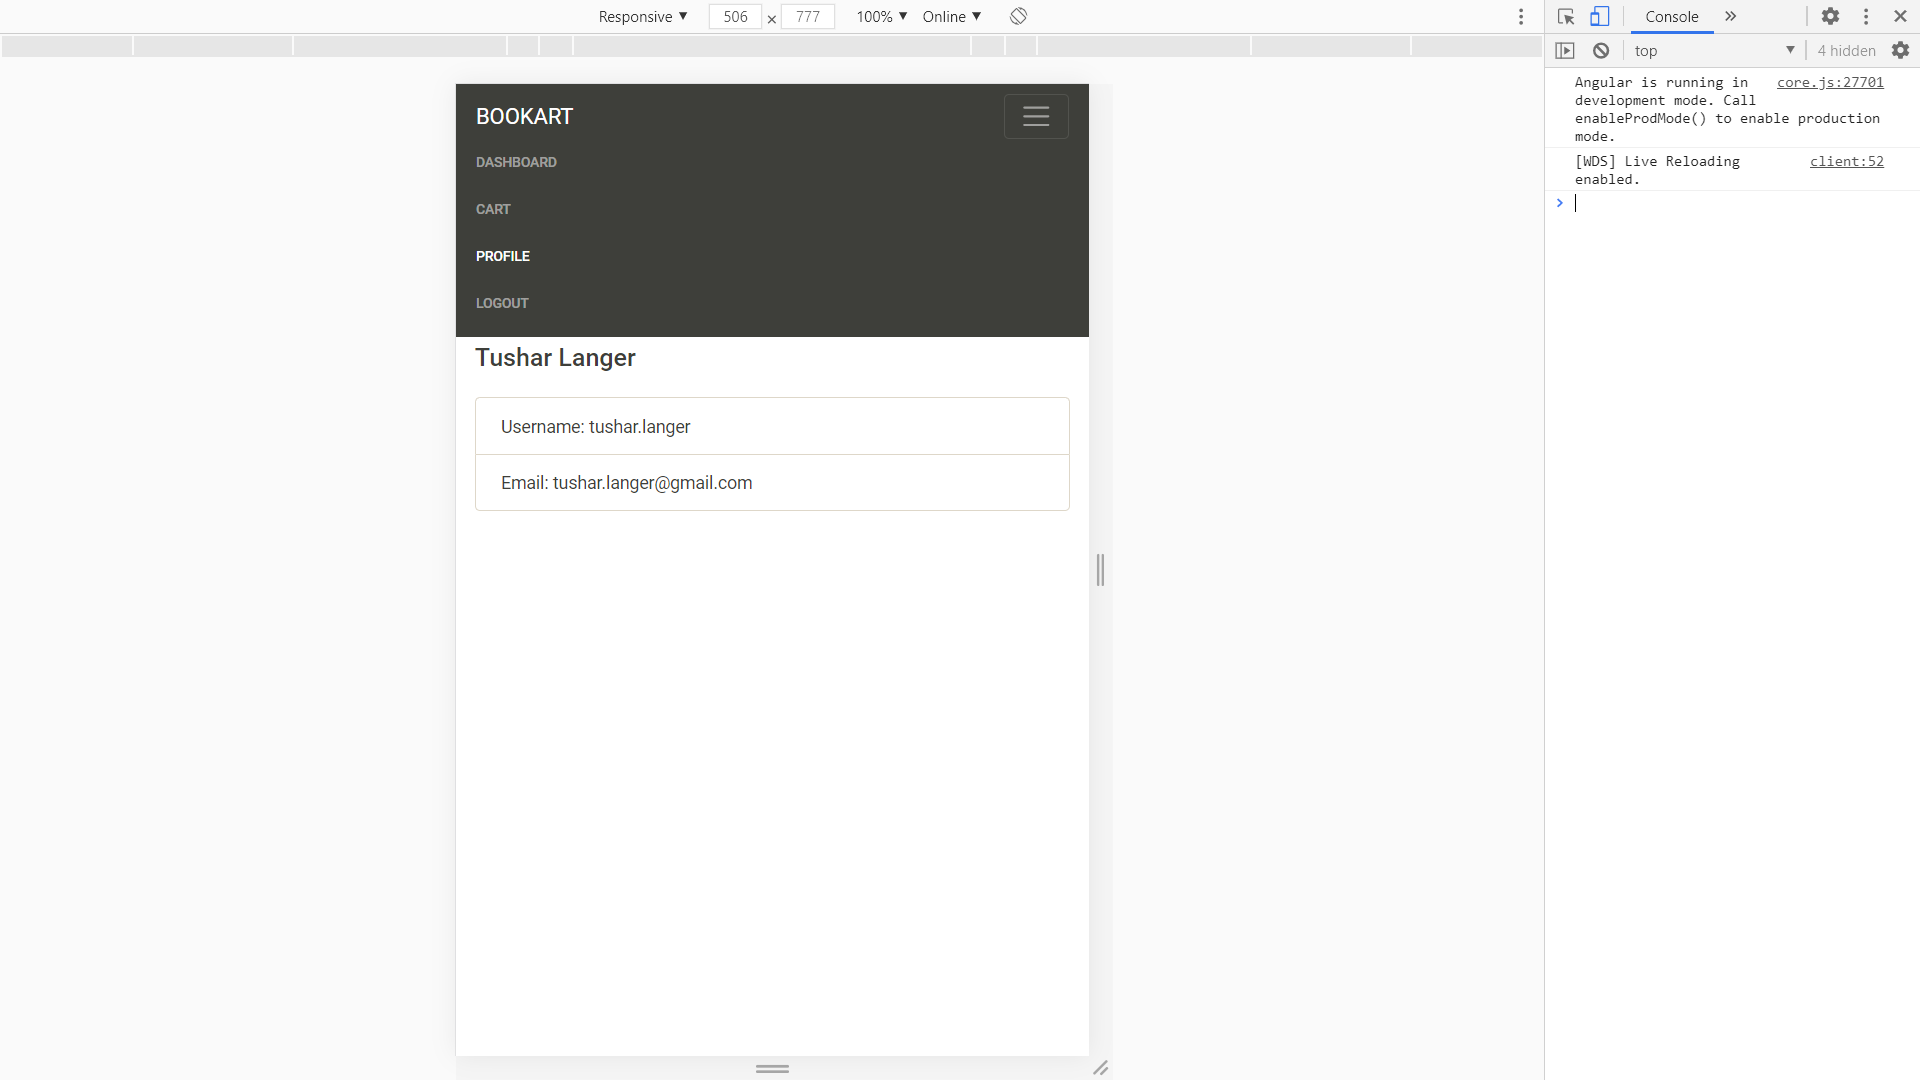 Responsive ▼ 506 × 777 100% ▼ Online ▼
Console
top ▼ 4 hidden
Angular is running in core.js:27701
development mode. Call
enableProdMode() to enable production
mode.
[WDS] Live Reloading client:52
enabled.
BOOKART
DASHBOARD
CART
PROFILE
LOGOUT
Tushar Langer
Username: tushar.langer
Email: tushar.langer@gmail.com